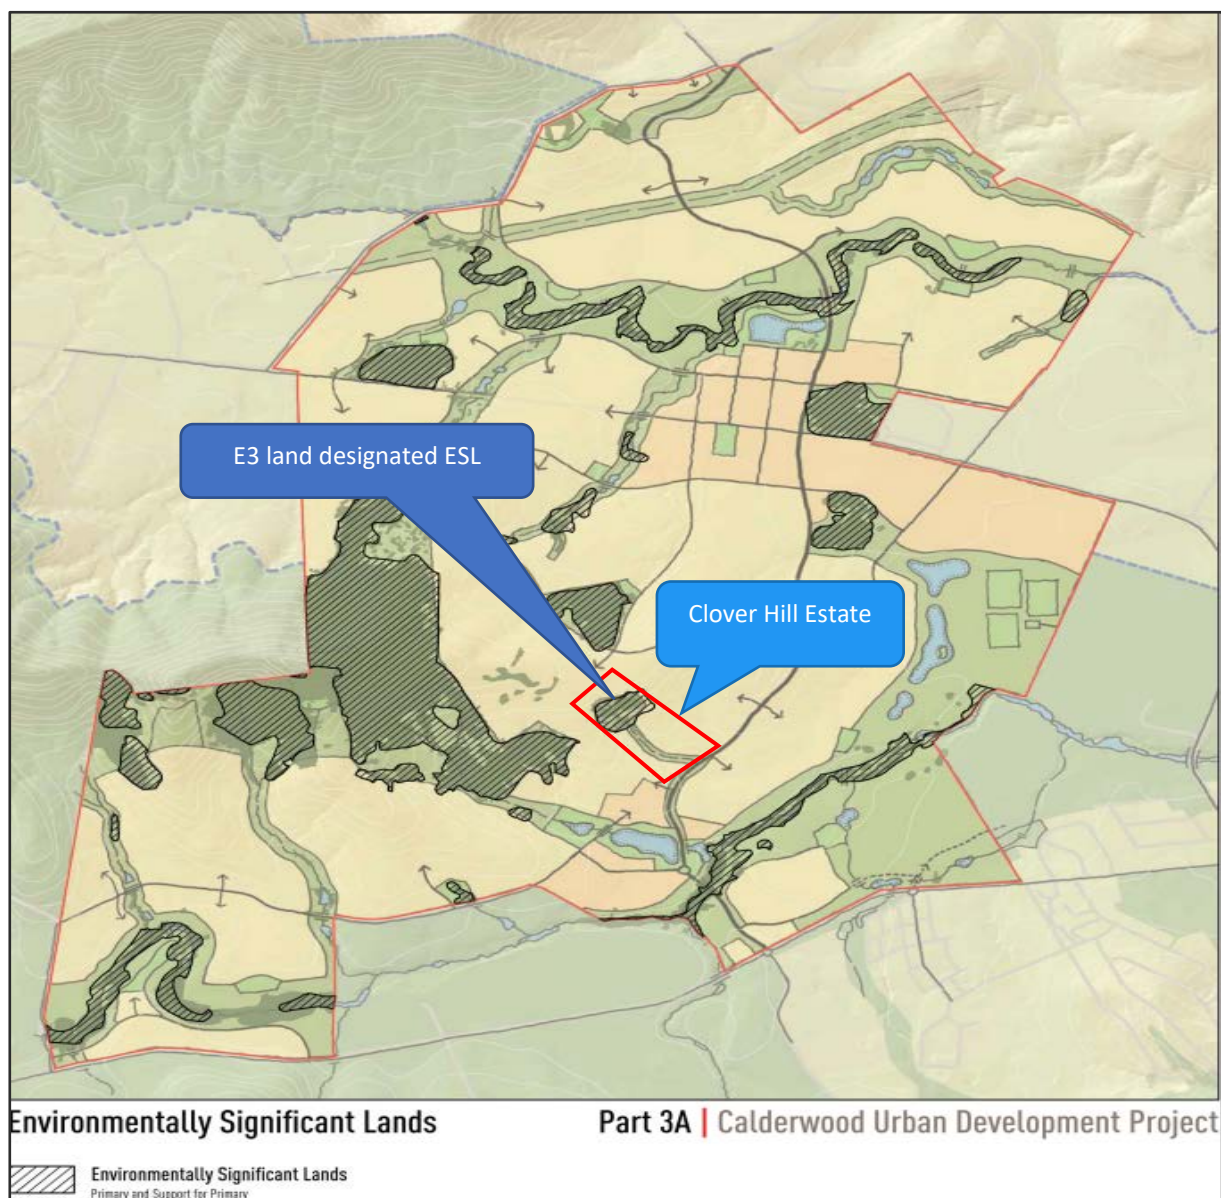 E3 land designated ESL
Clover Hill Estate
Environmentally Significant Lands
Part 3A | Calderwood Urban Development Project
Environmentally Significant Lands
Primary and Support for Primary